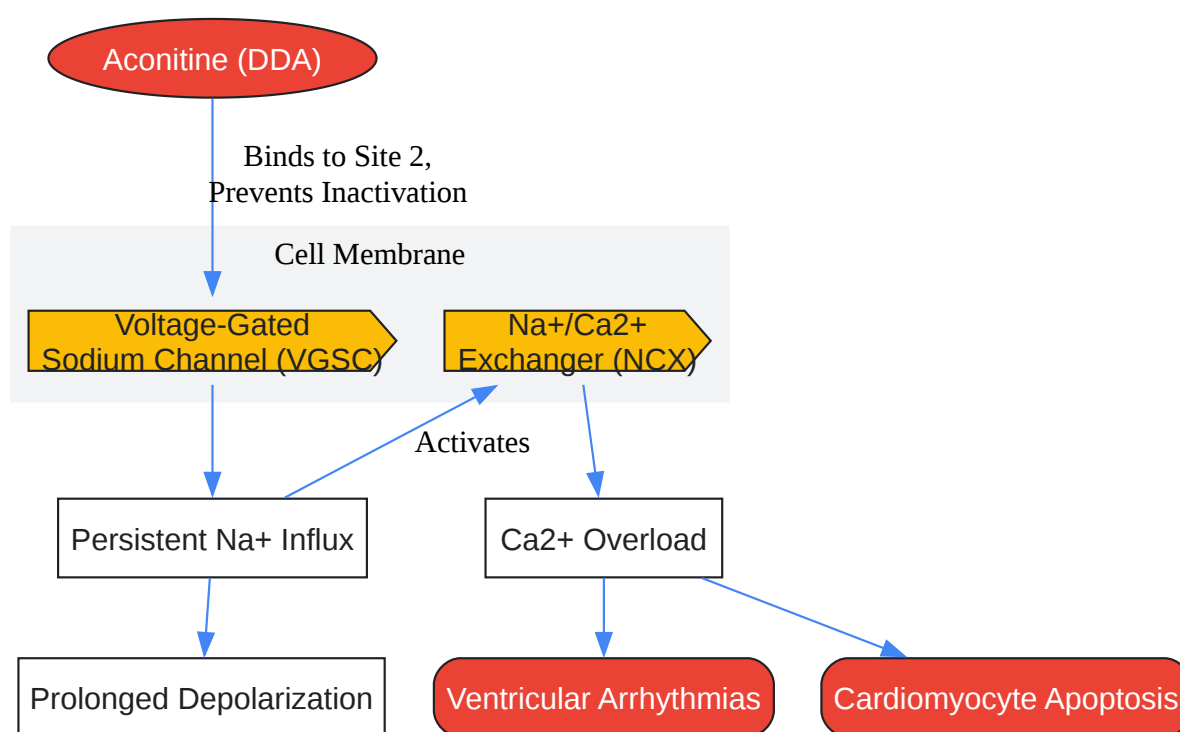 Aconitine (DDA)
Binds to Site 2,
Prevents Inactivation
Cell Membrane
Voltage-Gated
Sodium Channel (VGSC)
Na+/Ca2+
Exchanger (NCX)
Activates
Persistent Na+ Influx
Ca2+ Overload
Prolonged Depolarization
Ventricular Arrhythmias
Cardiomyocyte Apoptosis